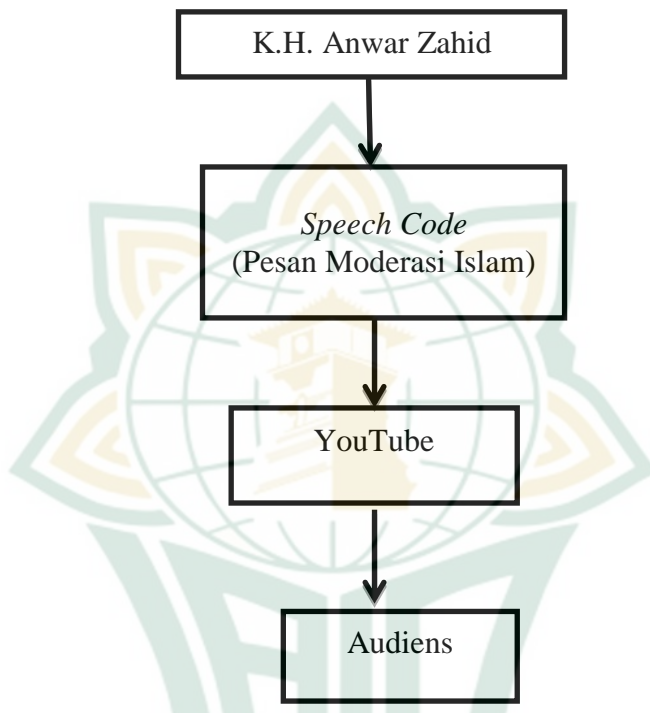 K.H. Anwar Zahid
Speech Code
(Pesan Moderasi Islam)
YouTube
Audiens